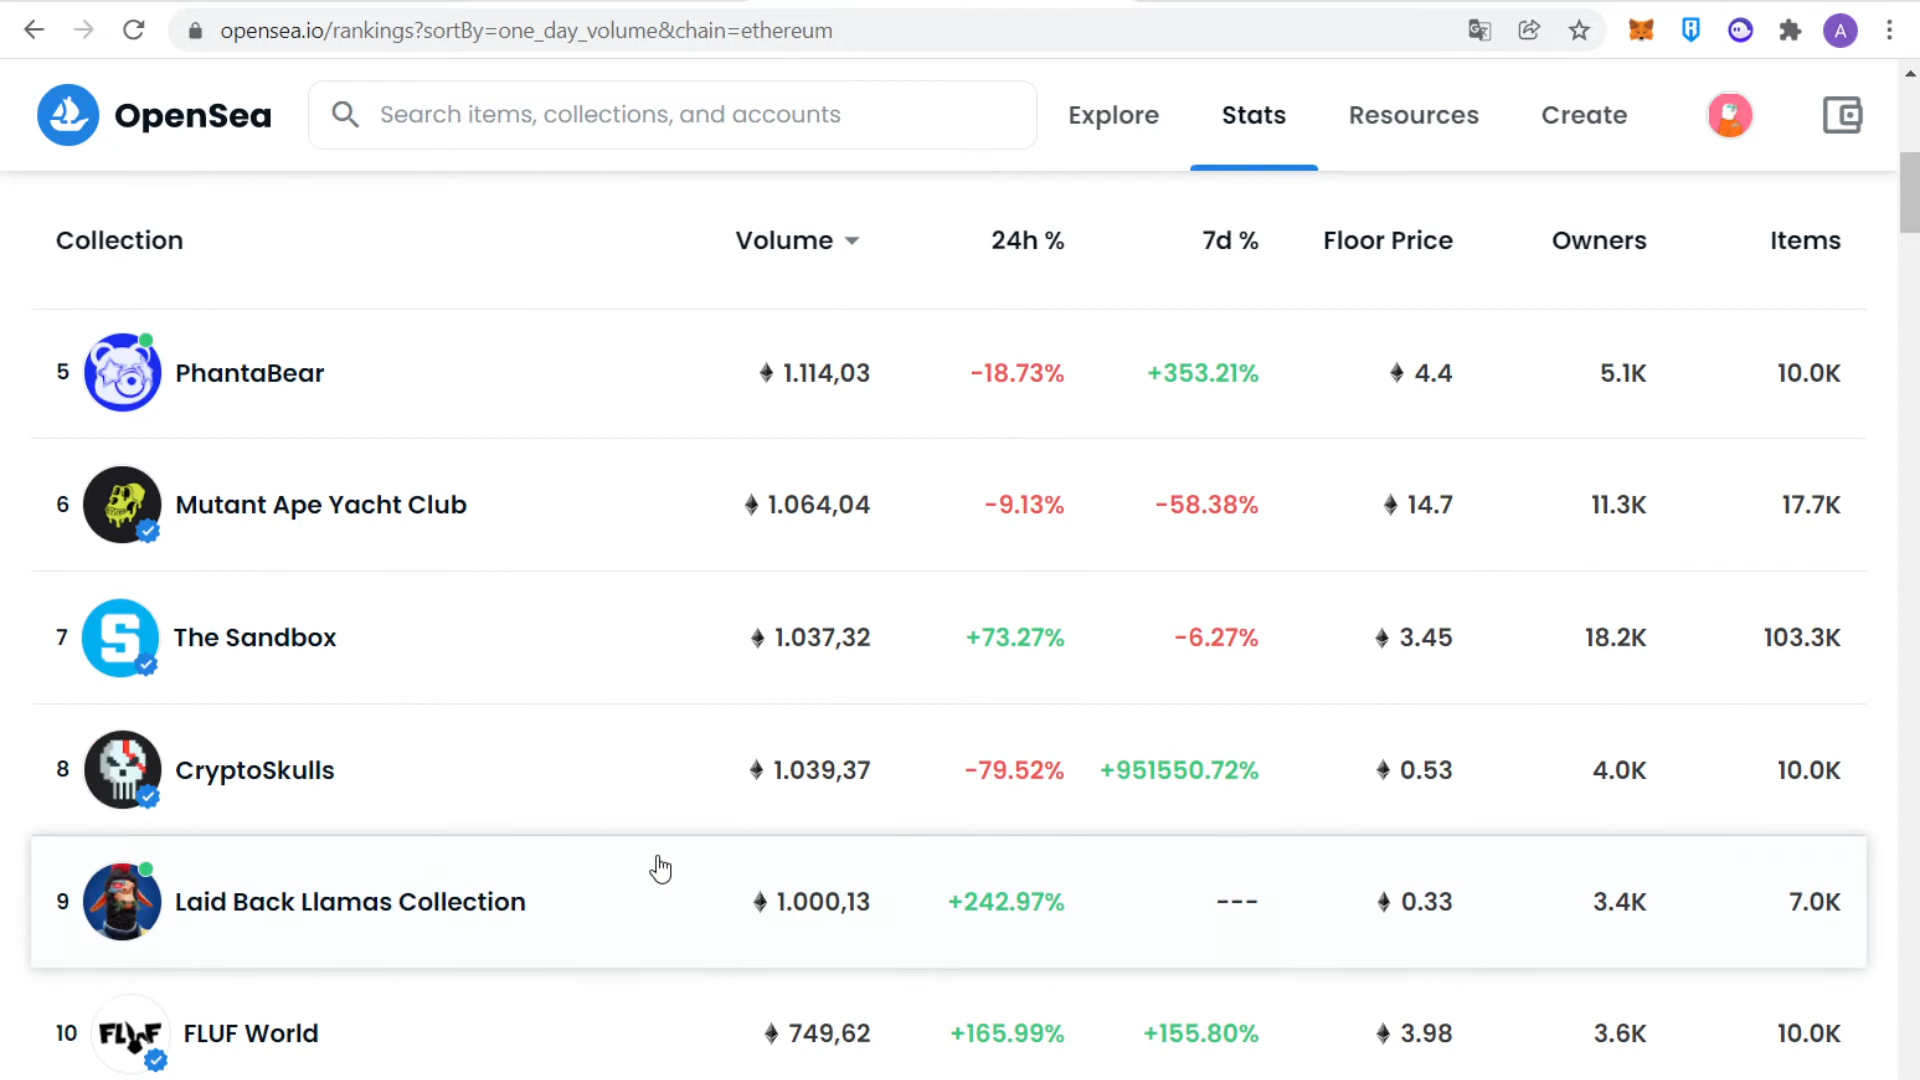 opensea.io/rankings?sortBy=one_day_volume&chain=ethereum A
OpenSea Search items, collections, and accounts Explore Stats Resources Create
Collection Volume 24h % 7d % Floor Price Owners Items
5 PhantaBear 1.114,03 -18.73% +353.21% 4.4 5.1K 10.0K
6 Mutant Ape Yacht Club 1.064,04 -9.13% -58.38% 14.7 11.3K 17.7K
7 S The Sandbox 1.037,32 +73.27% -6.27% 3.45 18.2K 103.3K
8 CryptoSkulls 1.039,37 -79.52% +951550.72% 0.53 4.0K 10.0K
9 Laid Back Llamas Collection 1.000,13 +242.97% --- 0.33 3.4K 7.0K
10 FLUF FLUF World 749,62 +165.99% +155.80% 3.98 3.6K 10.0K